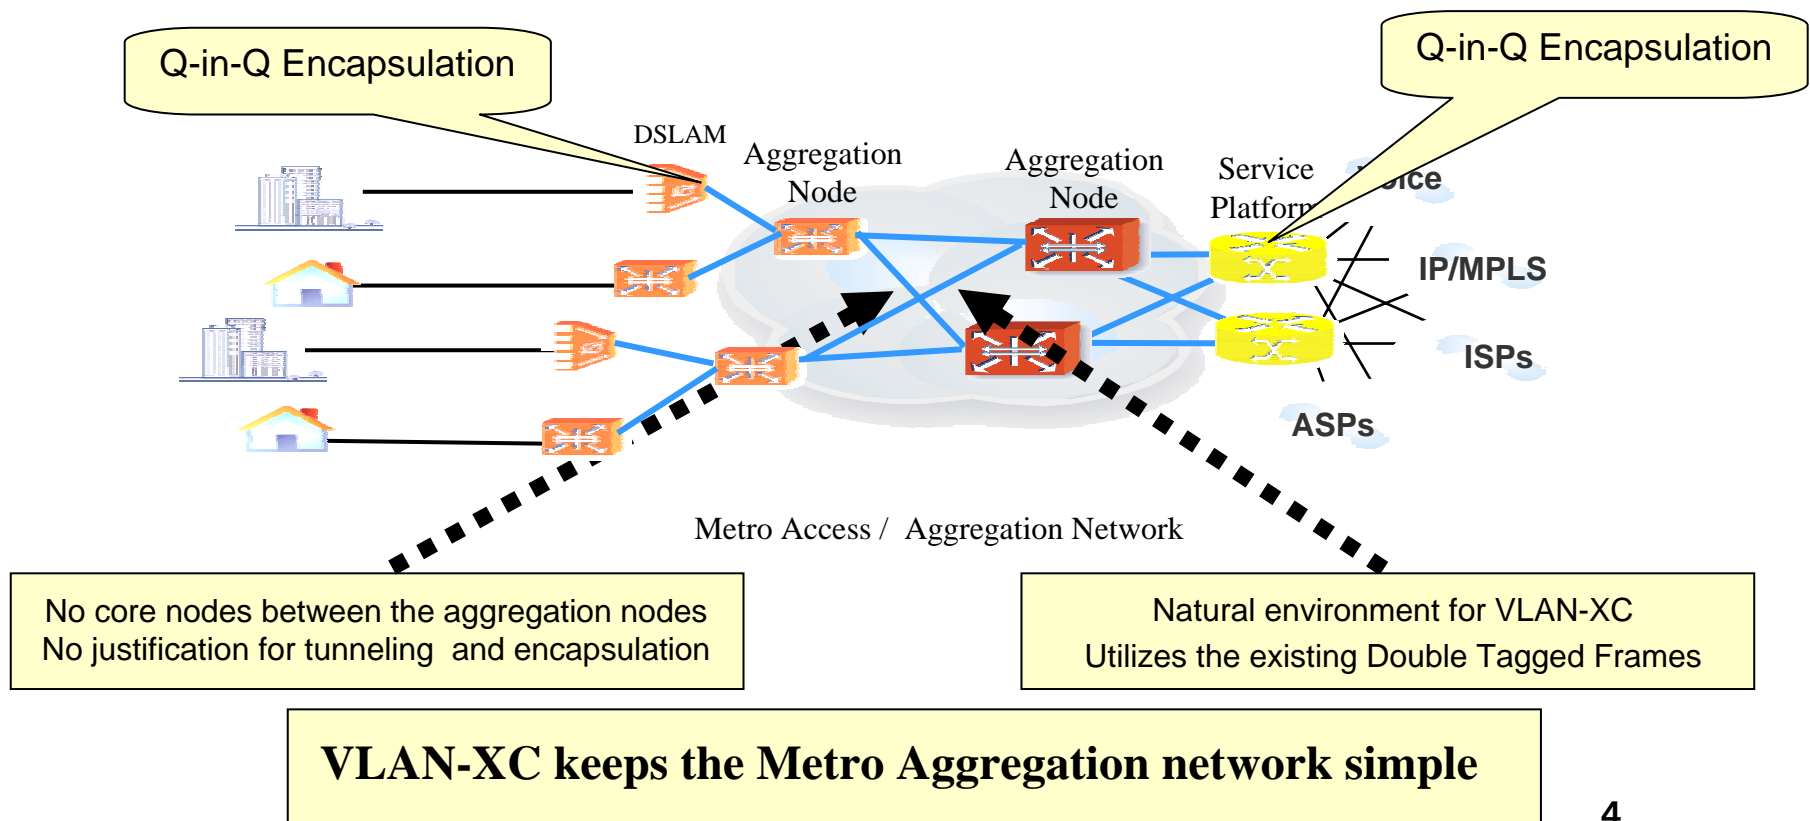 Q-in-Q Encapsulation
Q-in-Q Encapsulation
DSLAM
Aggregation
Node
Aggregation
Node
Service
Platform
IP/MPLS
ISPs
ASPs
Metro Access / Aggregation Network
No core nodes between the aggregation nodes
No justification for tunneling and encapsulation
Natural environment for VLAN-XC
Utilizes the existing Double Tagged Frames
VLAN-XC keeps the Metro Aggregation network simple
4